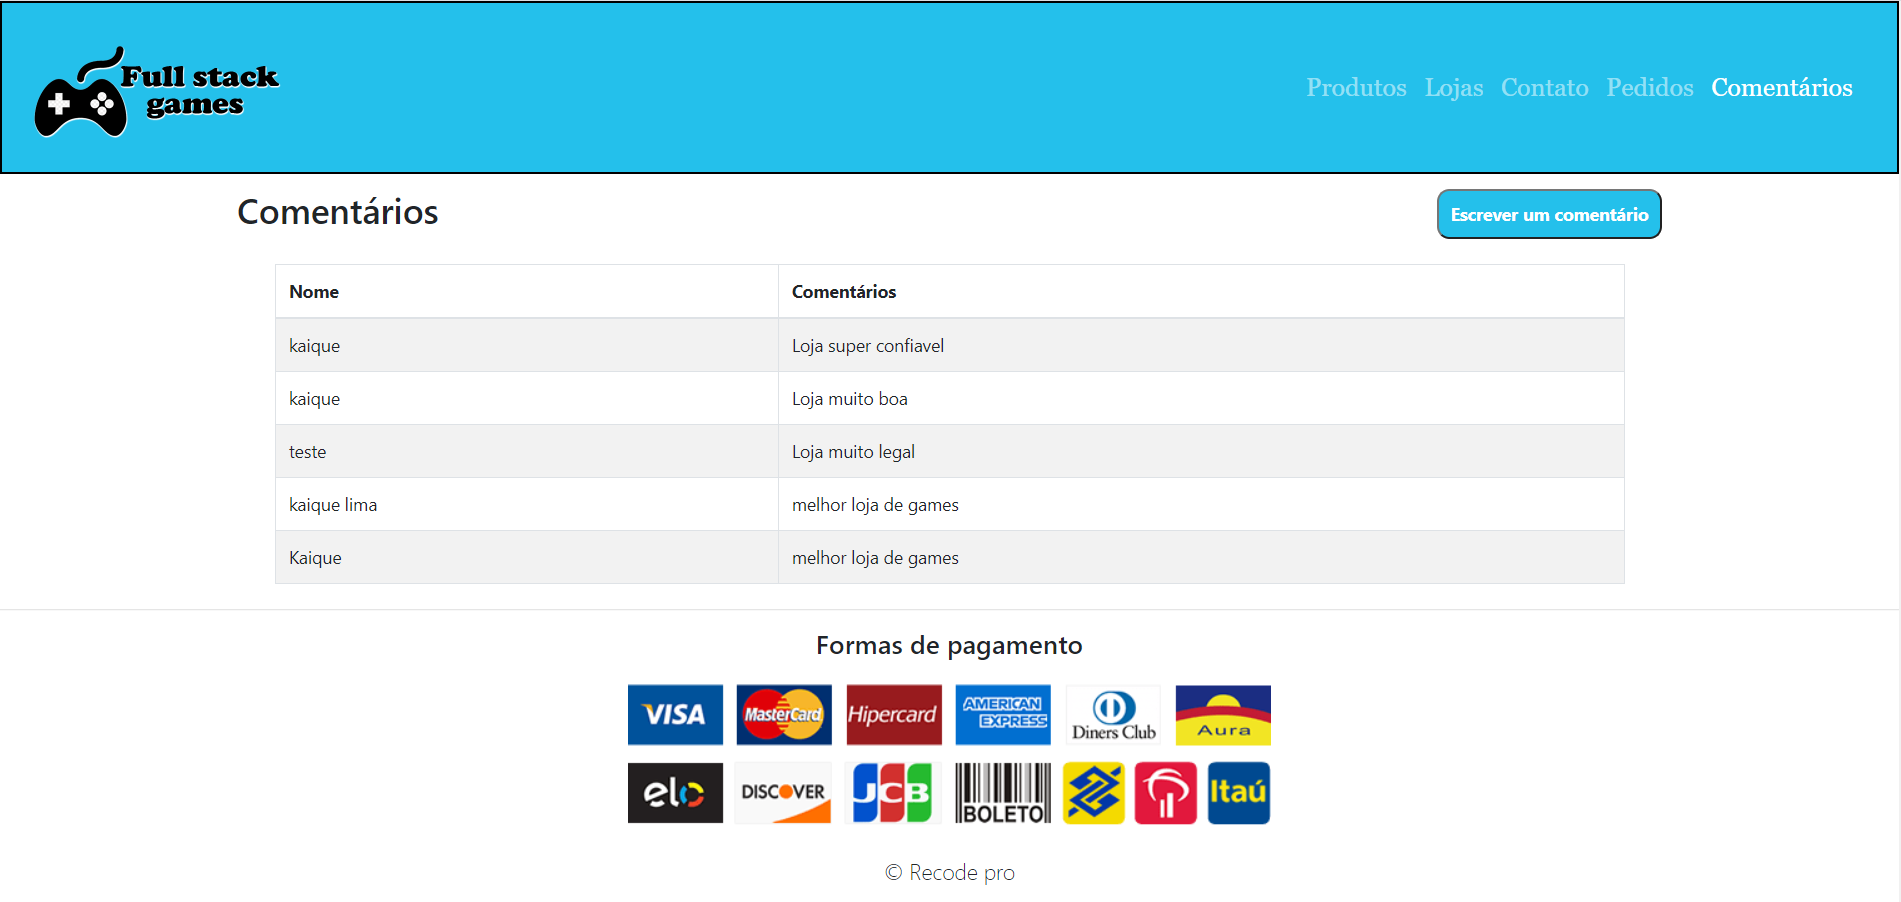 Full stack
games
Produtos Lojas Contato Pedidos Comentários
Comentários
Escrever um comentário
Nome Comentários
kaique Loja super confiavel
kaique Loja muito boa
teste Loja muito legal
kaique lima melhor loja de games
Kaique melhor loja de games
Formas de pagamento
VISA MasterCard Hipercard AMERICAN EXPRESS Diners Club Aura
elo DISCOVER JCB BOLETO Itaú
© Recode pro